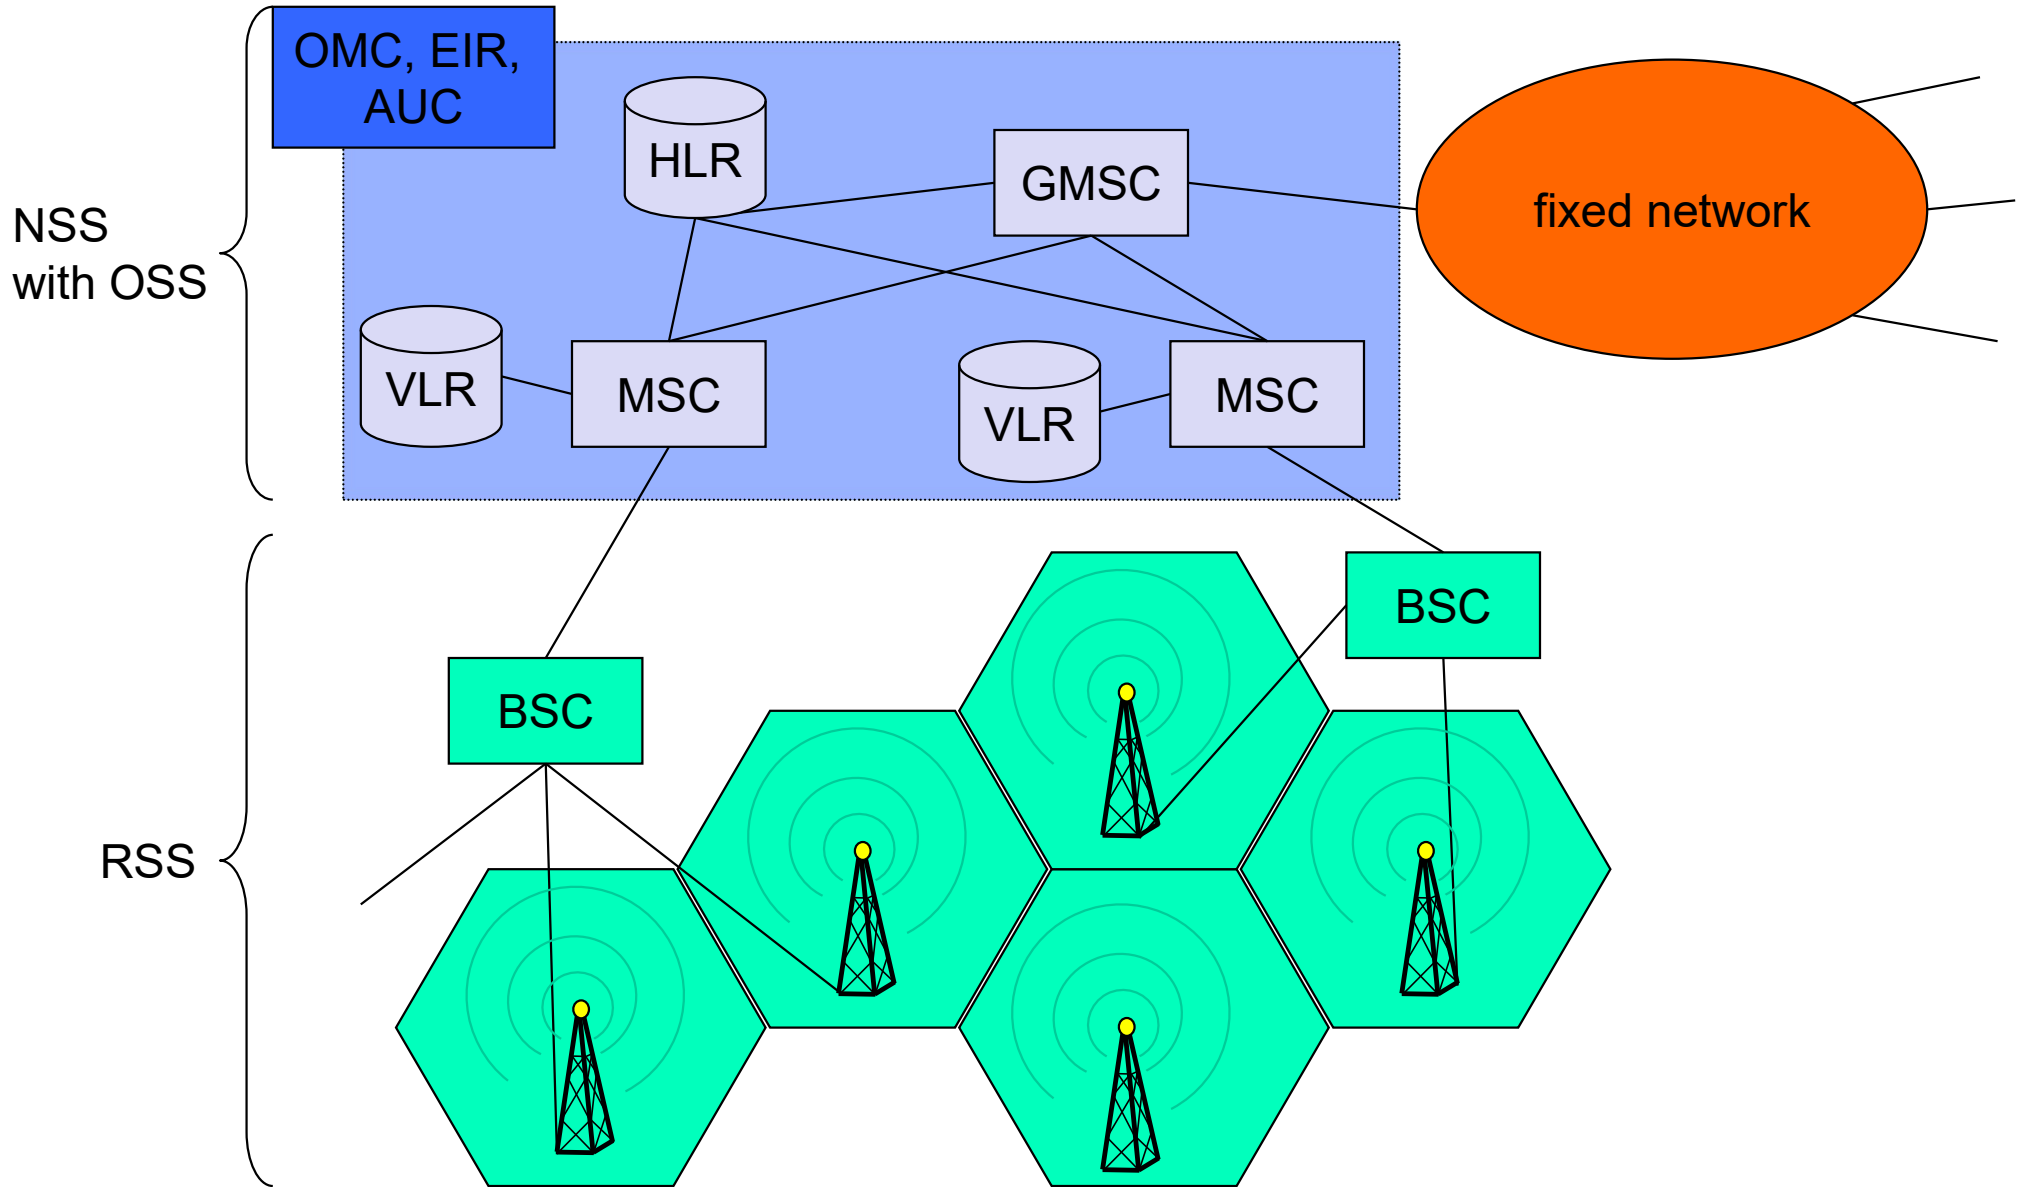 OMC, EIR,
AUC
HLR
GMSC
fixed network
NSS
with OSS
VLR
MSC
VLR
MSC
BSC
BSC
RSS